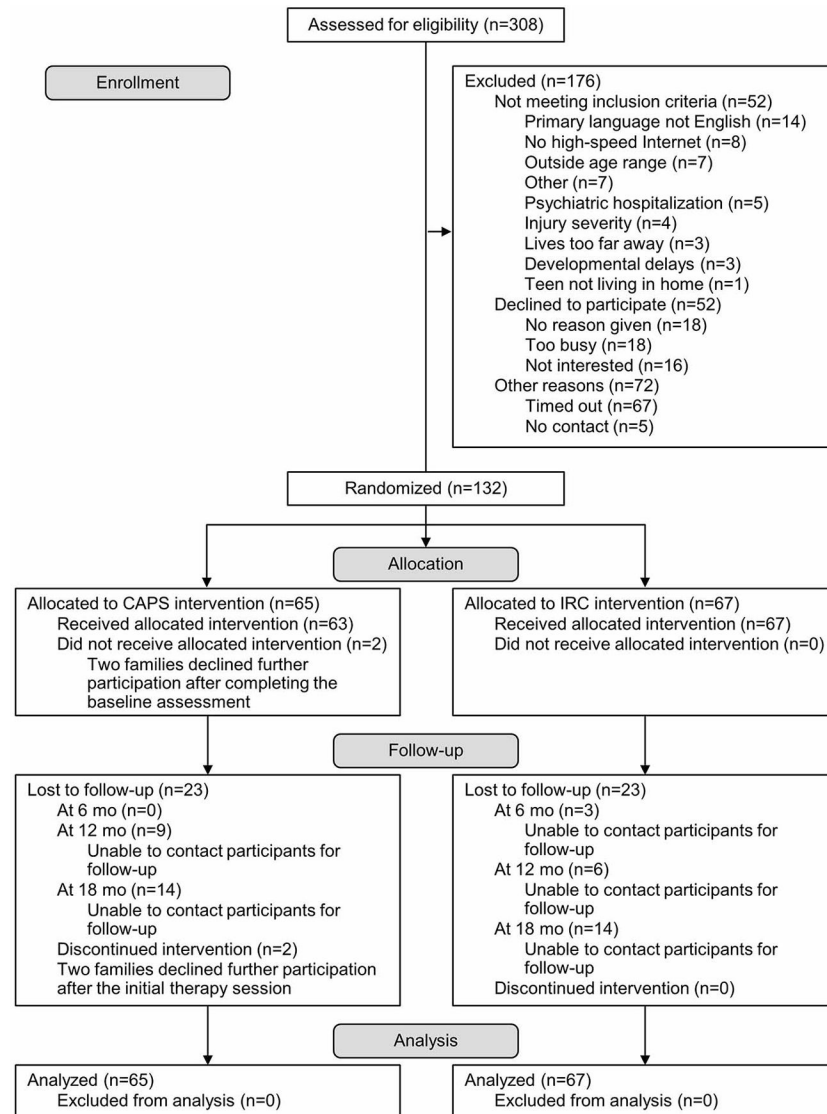 Assessed for eligibility (n=308)
Enrollment
Excluded (n=176)
Not meeting inclusion criteria (n=52)
Primary language not English (n=14)
No high-speed Internet (n=8)
Outside age range (n=7)
Other (n=7)
Psychiatric hospitalization (n=5)
Injury severity (n=4)
Lives too far away (n=3)
Developmental delays (n=3)
Teen not living in home (n=1)
Declined to participate (n=52)
No reason given (n=18)
Too busy (n=18)
Not interested (n=16)
Other reasons (n=72)
Timed out (n=67)
No contact (n=5)
Randomized (n=132)
Allocation
Allocated to CAPS intervention (n=65)
Received allocated intervention (n=63)
Did not receive allocated intervention (n=2)
Two families declined further
participation after completing the
baseline assessment
Allocated to IRC intervention (n=67)
Received allocated intervention (n=67)
Did not receive allocated intervention (n=0)
Follow-up
Lost to follow-up (n=23)
At 6 mo (n=0)
At 12 mo (n=9)
Unable to contact participants for
follow-up
At 18 mo (n=14)
Unable to contact participants for
follow-up
Discontinued intervention (n=2)
Two families declined further participation
after the initial therapy session
Lost to follow-up (n=23)
At 6 mo (n=3)
Unable to contact participants for
follow-up
At 12 mo (n=6)
Unable to contact participants for
follow-up
At 18 mo (n=14)
Unable to contact participants for
follow-up
Discontinued intervention (n=0)
Analysis
Analyzed (n=65)
Excluded from analysis (n=0)
Analyzed (n=67)
Excluded from analysis (n=0)